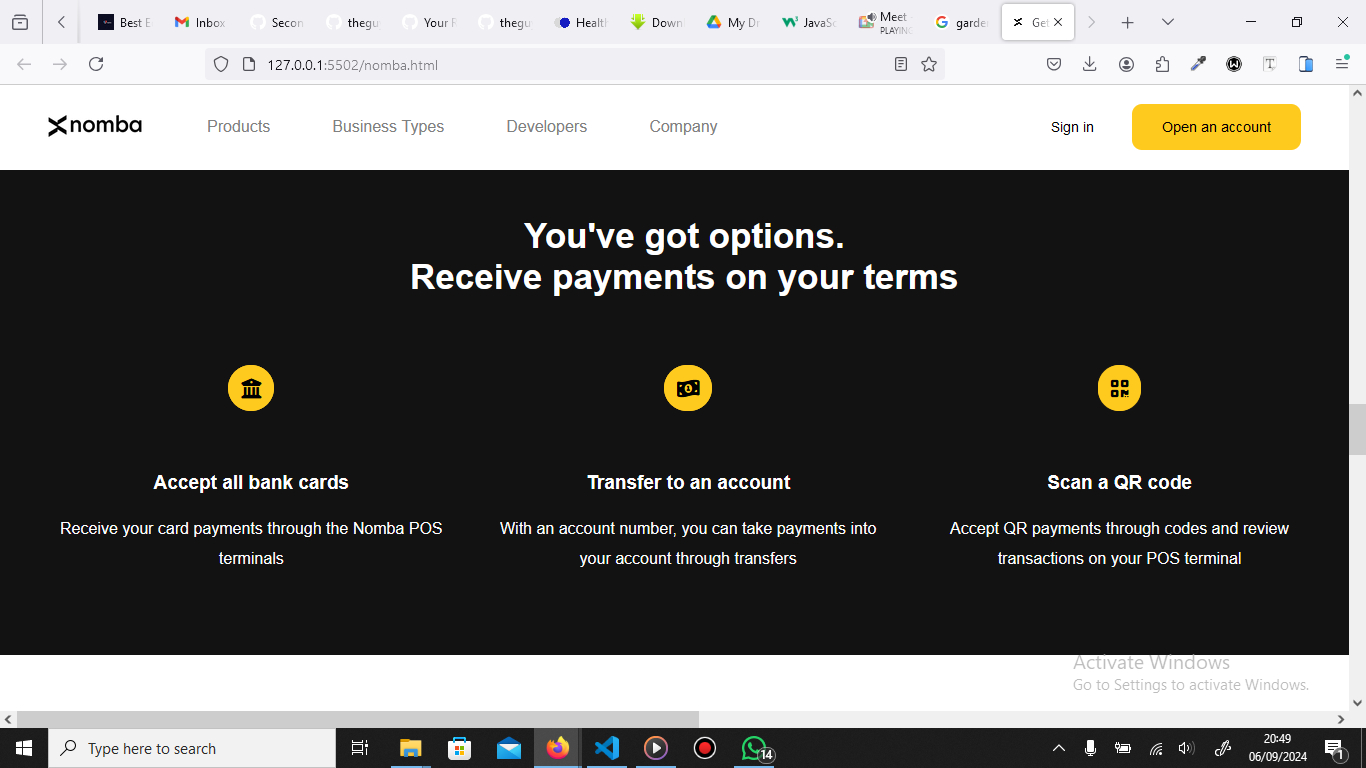 Best E
Inbox
Secon
thegu
Your R
thegu
Health
Down
My Dr
JavaSc
Meet
PLAYING
garde
Get
127.0.0.1:5502/nomba.html
nomba
Products
Business Types
Developers
Company
Sign in
Open an account
You've got options.
Receive payments on your terms
Accept all bank cards
Transfer to an account
Scan a QR code
Receive your card payments through the Nomba POS
terminals
With an account number, you can take payments into
your account through transfers
Accept QR payments through codes and review
transactions on your POS terminal
Activate Windows
Go to Settings to activate Windows.
Type here to search
14
20:49
06/09/2024
1